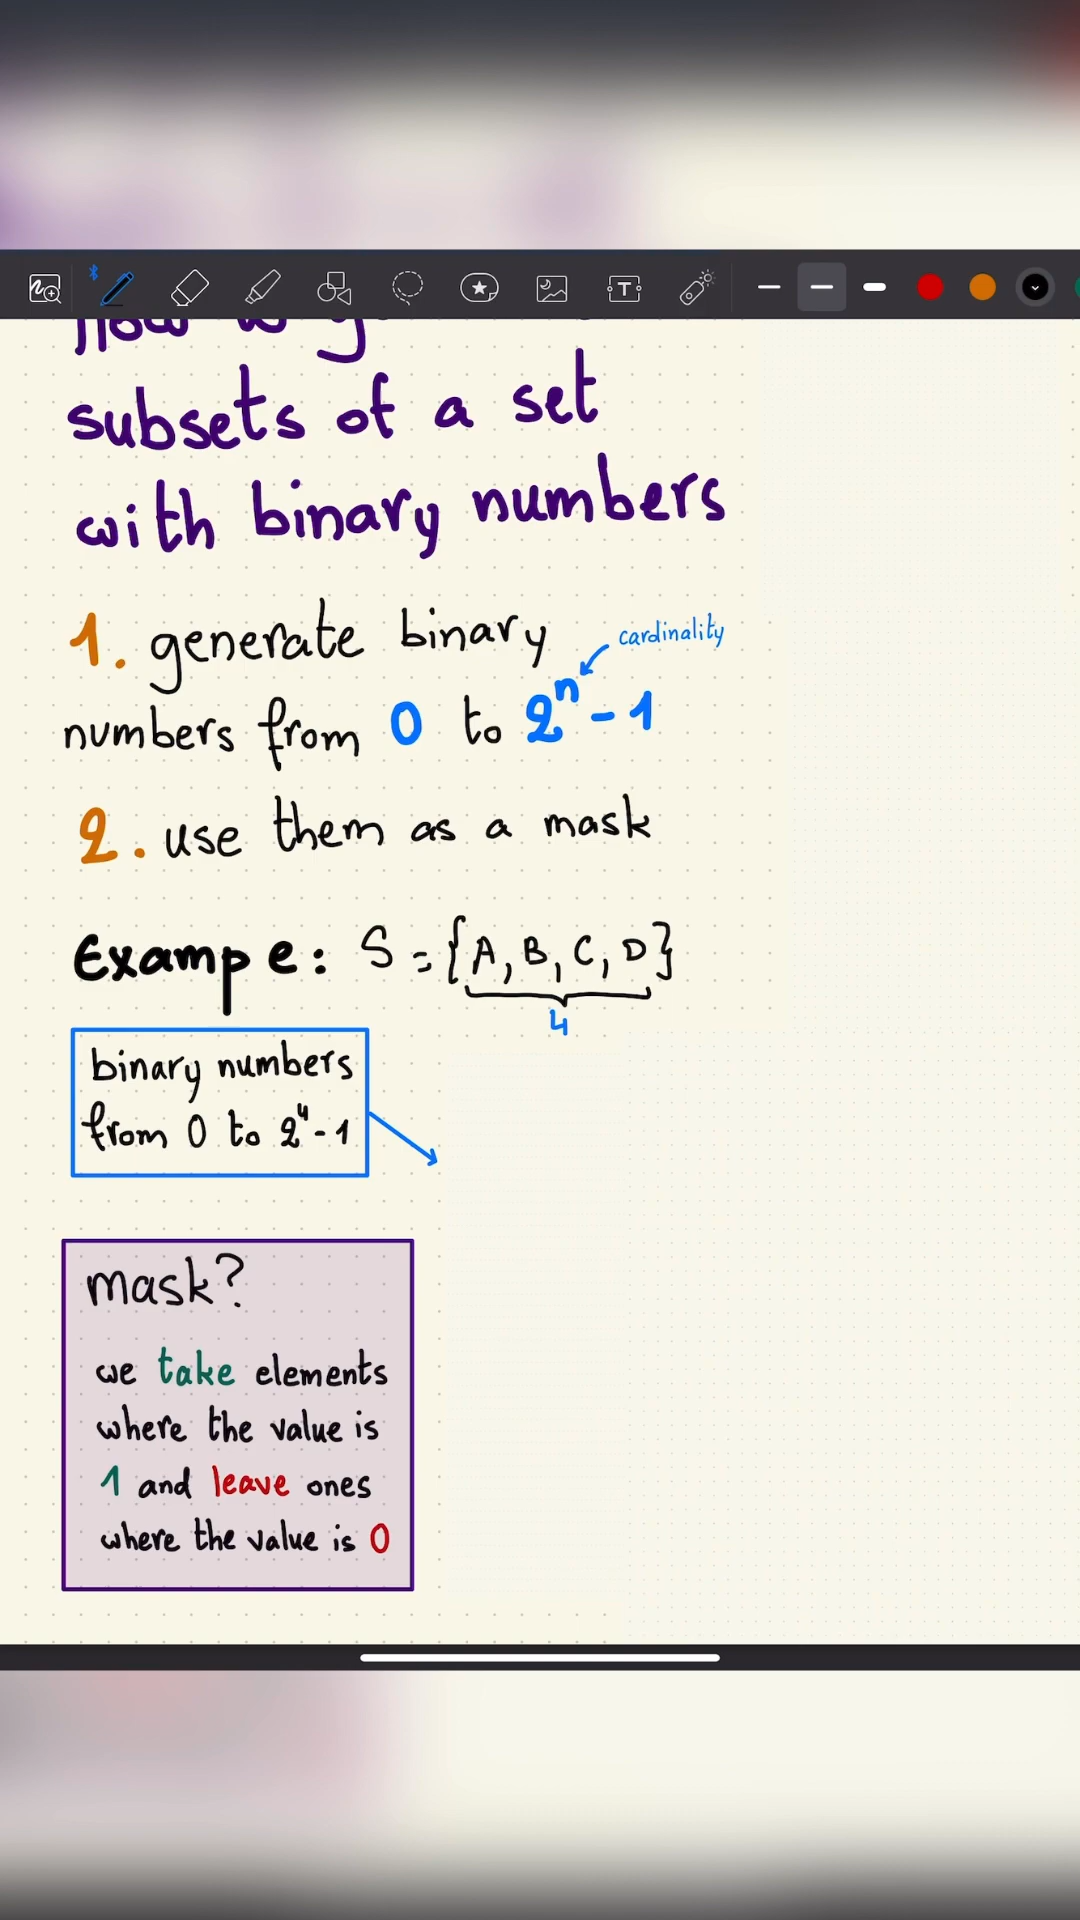 subsets of a set
with binary numbers
1. generate binary
cardinality
numbers from 0 to 2ⁿ - 1
2. use them as a mask
Exampe: S = {A, B, C, D}
4
binary numbers
from 0 to 2⁴ - 1
mask?
we take elements
where the value is
1 and leave ones
where the value is 0